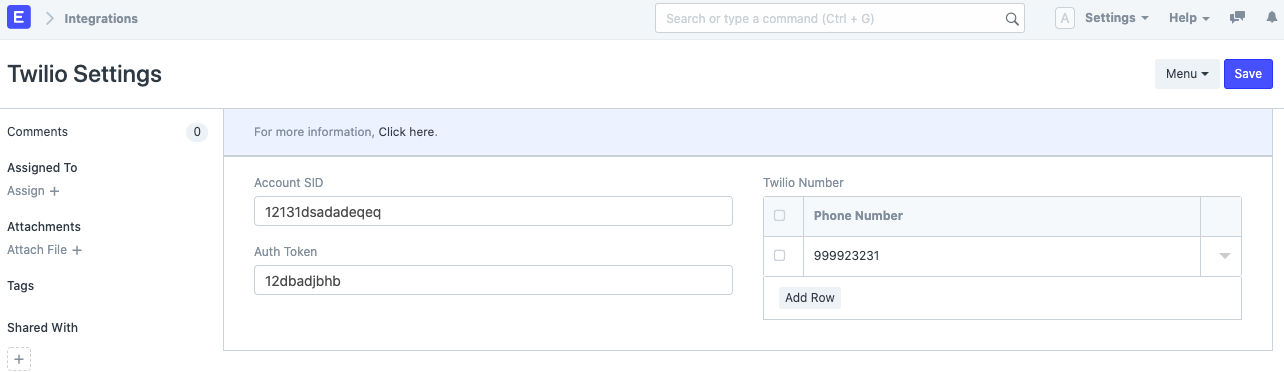 E Integrations Search or type a command (Ctrl + G) A Settings Help
Twilio Settings Menu Save
Comments 0
For more information, Click here.
Assigned To
Assign +
Attachments
Attach File +
Tags
Shared With
+
Account SID
12131dsadadeqeq
Auth Token
12dbadjbhb
Twilio Number
Phone Number
999923231
Add Row